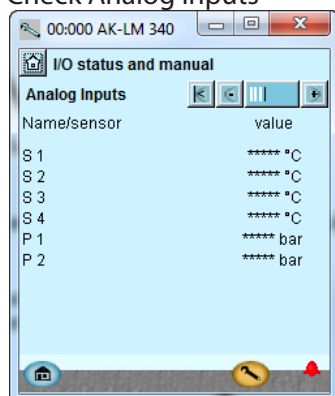 Check Analog Inputs
00:000 AK-LM 340
I/O status and manual
Analog Inputs
Name/sensor value
S 1 ***** °C
S 2 ***** °C
S 3 ***** °C
S 4 ***** °C
P 1 ***** bar
P 2 ***** bar